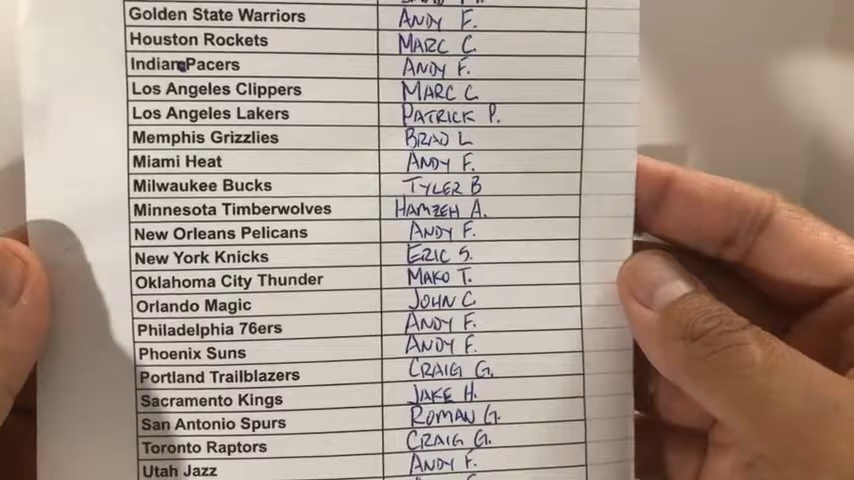 Golden State Warriors ANDY F.
Houston Rockets MARC C.
Indiana Pacers ANDY F.
Los Angeles Clippers MARC C.
Los Angeles Lakers PATRICK P.
Memphis Grizzlies BRAD L
Miami Heat ANDY F.
Milwaukee Bucks TYLER B
Minnesota Timberwolves HAMZEH A.
New Orleans Pelicans ANDY F.
New York Knicks ERIC S.
Oklahoma City Thunder MAKO T.
Orlando Magic JOHN C.
Philadelphia 76ers ANDY F.
Phoenix Suns ANDY F.
Portland Trailblazers CRAIG G.
Sacramento Kings JAKE H.
San Antonio Spurs ROMAN G.
Toronto Raptors CRAIG G.
Utah Jazz ANDY F.